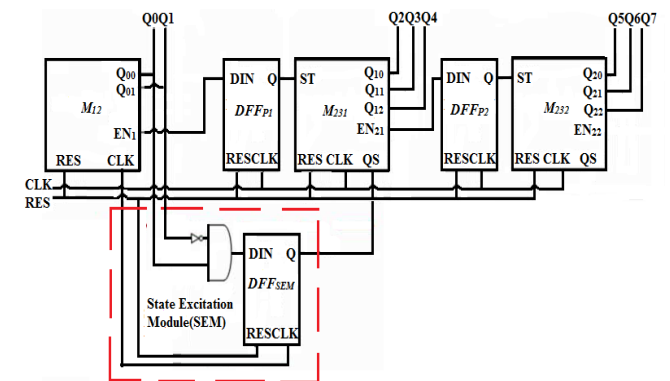 Q0Q1 Q2Q3Q4 Q5Q6Q7
Q00 DIN Q ST Q10 DIN Q ST Q20
Q01 Q11 Q21
M12 DFFP1 M231 Q12 DFFP2 M232 Q22
EN1 EN21 EN22
RES CLK RESCLK RES CLK QS RESCLK RES CLK QS
CLK
RES
DIN Q
DFFSEM
State Excitation
Module(SEM)
RESCLK